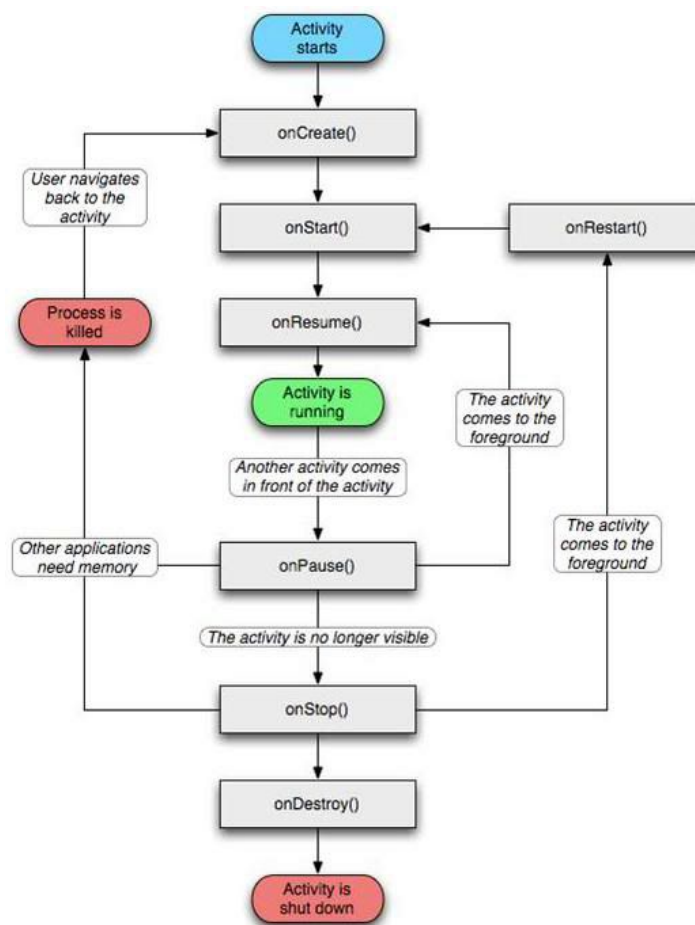 Activity
starts
onCreate()
User navigates
back to the
activity
onStart()
onRestart()
Process is
killed
onResume()
Activity is
running
The activity
comes to the
foreground
Another activity comes
in front of the activity
Other applications
need memory
onPause()
The activity
comes to the
foreground
The activity is no longer visible
onStop()
onDestroy()
Activity is
shut down